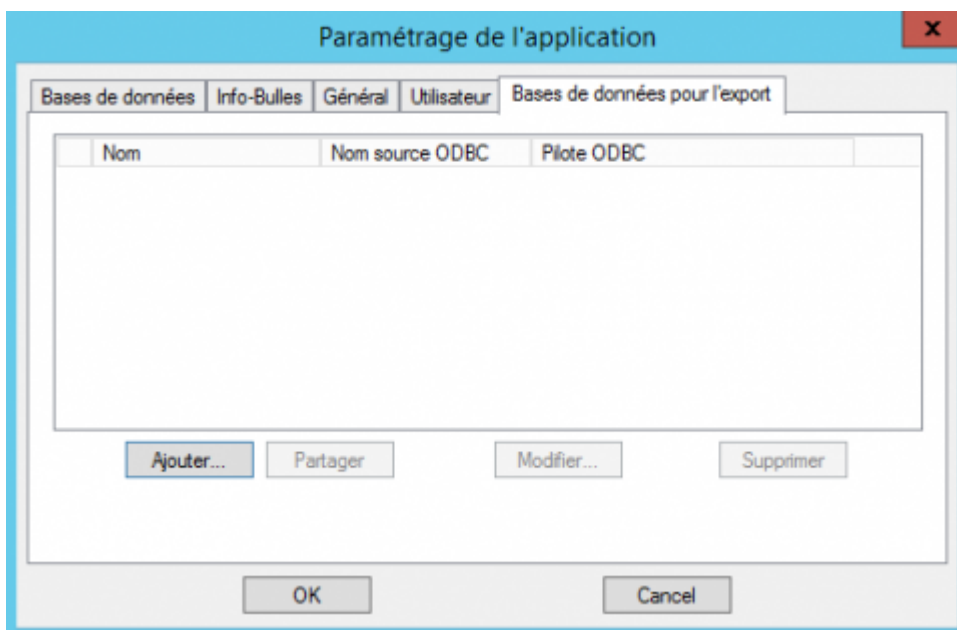 Paramétrage de l'application
x
Bases de données Info-Bulles Général Utilisateur Bases de données pour l'export
Nom Nom source ODBC Pilote ODBC
Ajouter... Partager Modifier... Supprimer
OK Cancel